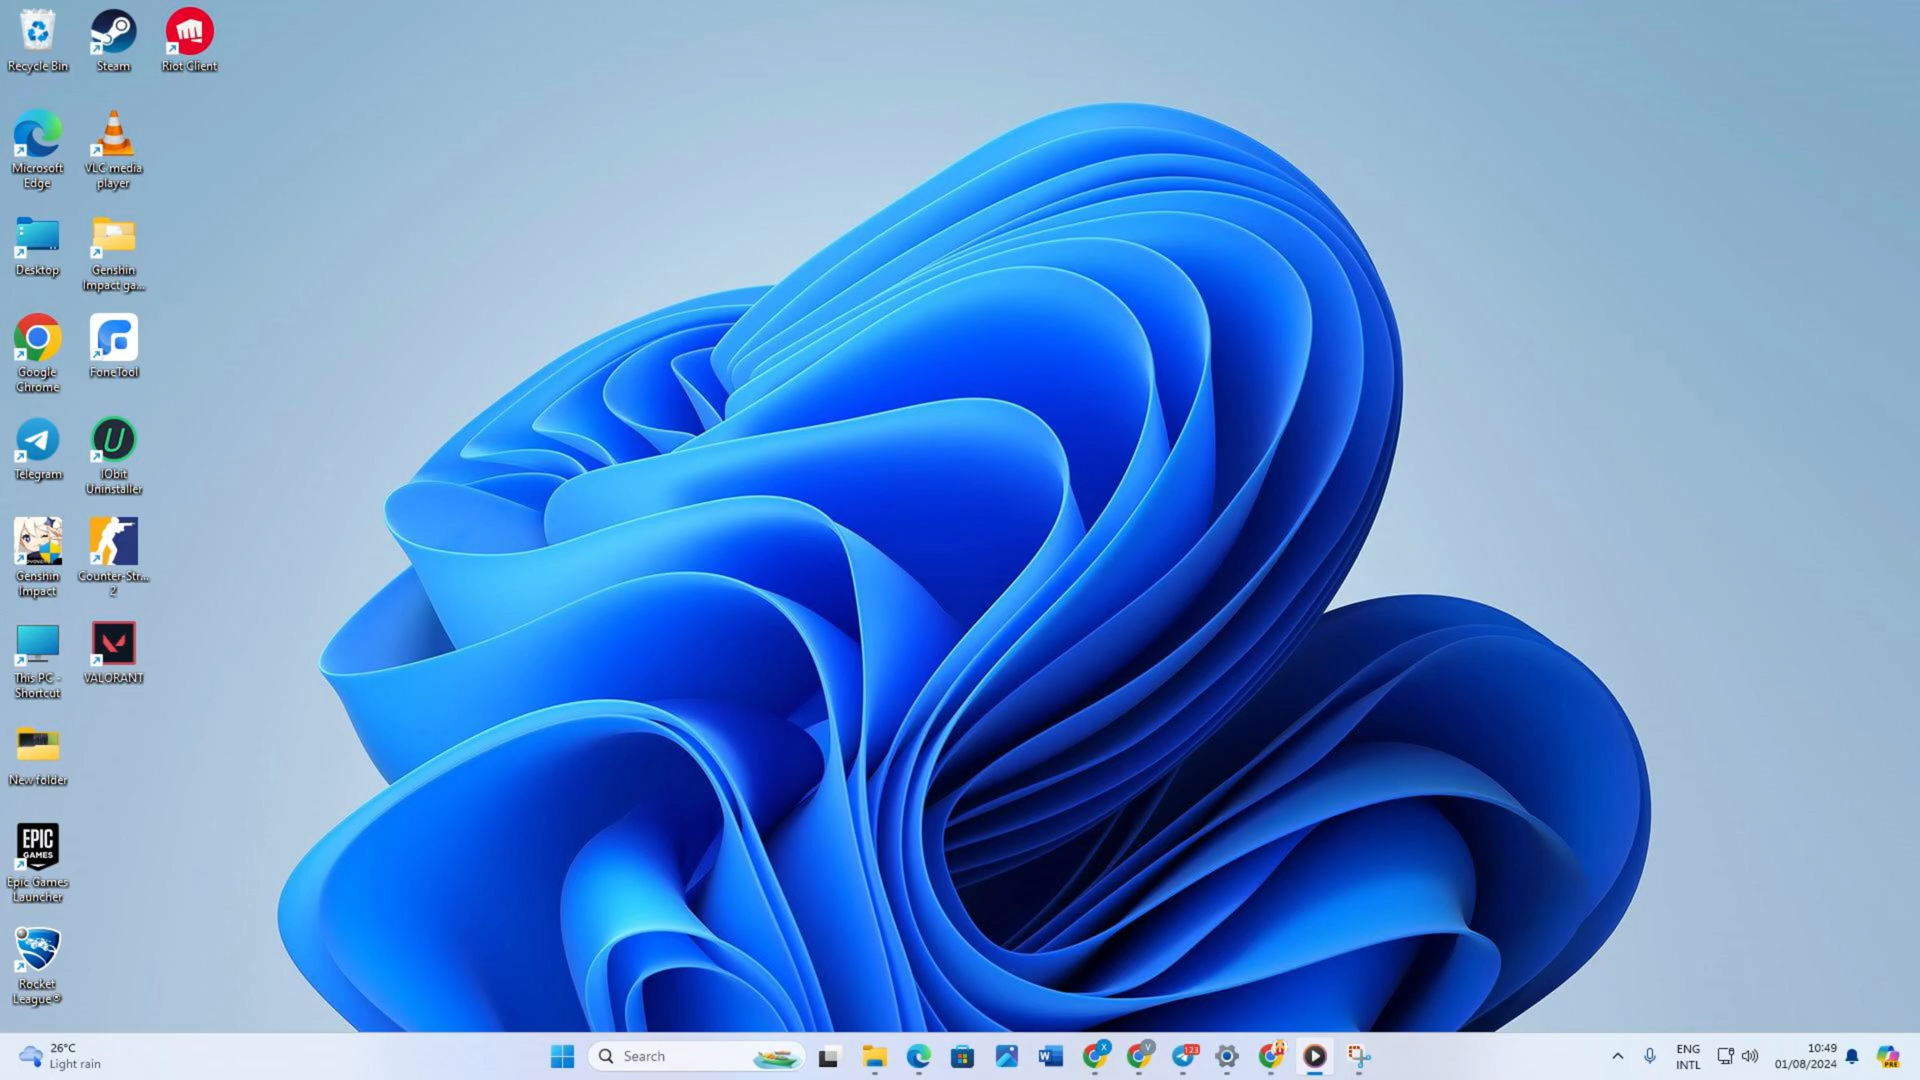 Recycle Bin
Steam
Riot Client
Microsoft
Edge
VLC media
player
Desktop
Genshin
Impact ga...
Google
Chrome
FoneTool
Telegram
IObit
Uninstaller
Genshin
Impact
Counter-Str...
2
This PC -
Shortcut
VALORANT
New folder
EPIC
GAMES
Epic Games
Launcher
Rocket
League®
26°C
Light rain
Search
X
V
123
ENG
INTL
10:49
01/08/2024
PRE